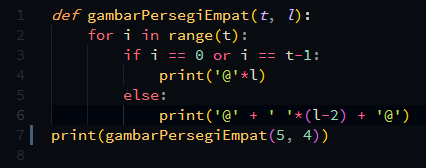 1 def gambarPersegiEmpat(t, l):
2     for i in range(t):
3         if i == 0 or i == t-1:
4             print('@'*l)
5         else:
6             print('@' + ' '*(l-2) + '@')
7 print(gambarPersegiEmpat(5, 4))
8